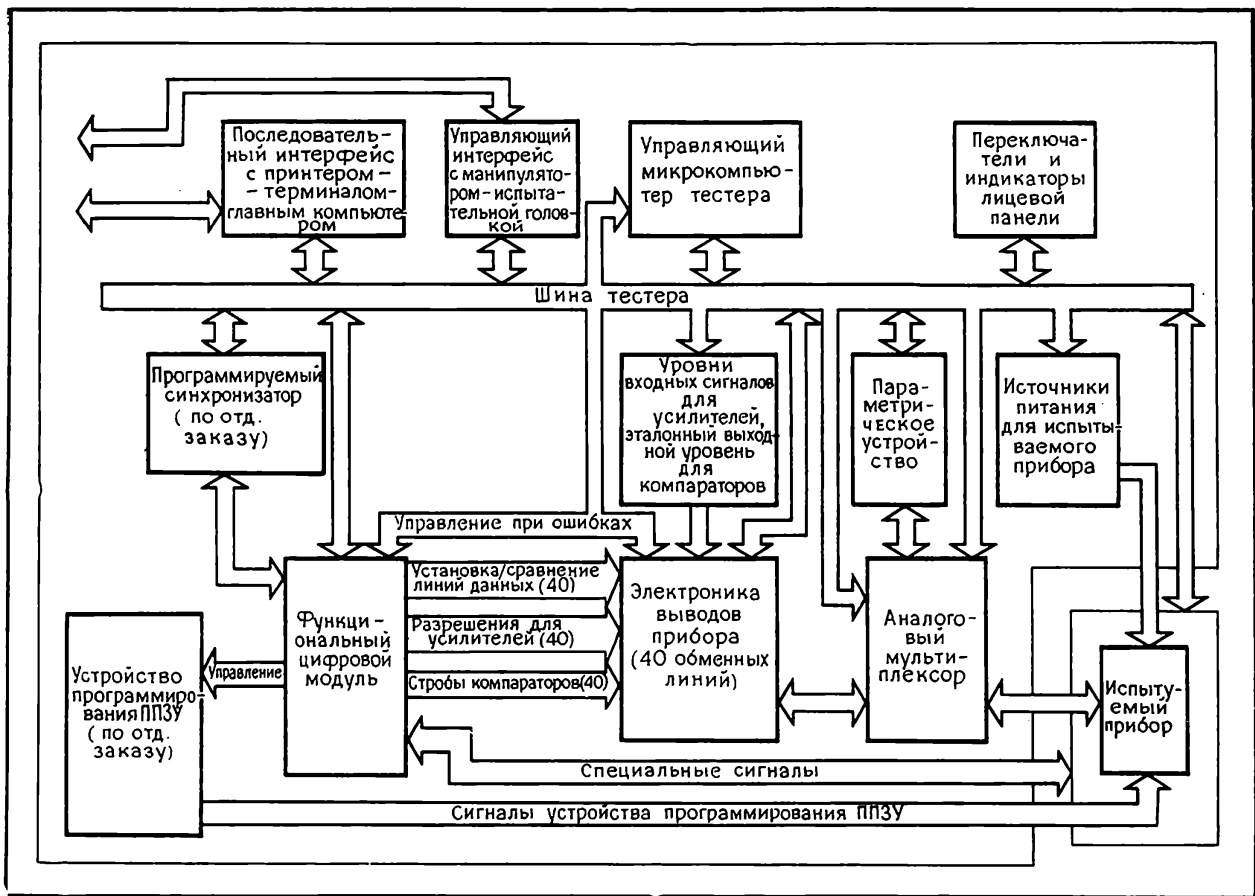 Последователь-
ный интерфейс
с принтером-
-терминалом-
главным компьюте-
ром
Управляющий
интерфейс
с манипулято-
ром-испыта-
тельной голов-
кой
Управляющий
микрокомпью-
тер тестера
Переключа-
тели и
индикаторы
лицевой
панели
Шина тестера
Программируемый
синхронизатор
(по отд.
заказу)
Уровни
входных сигналов
для
усилителей,
эталонный выход-
ной уровень
для
компараторов
Пара-
метри-
ческое
устрой-
ство
Источники
питания
для испыты-
ваемого
прибора
Управление при ошибках
Установка/сравнение
линий данных (40)
Разрешения для
усилителей (40)
Стробы компараторов(40)
Функци-
ональный
цифровой
модуль
Электроника
выводов
прибора
(40 обменных
линий)
Аналого-
вый
мульти-
плексор
Испыту-
емый
прибор
Управление
Устройство
программиро-
вания ППЗУ
(по отд.
заказу)
Специальные сигналы
Сигналы устройства программирования ППЗУ